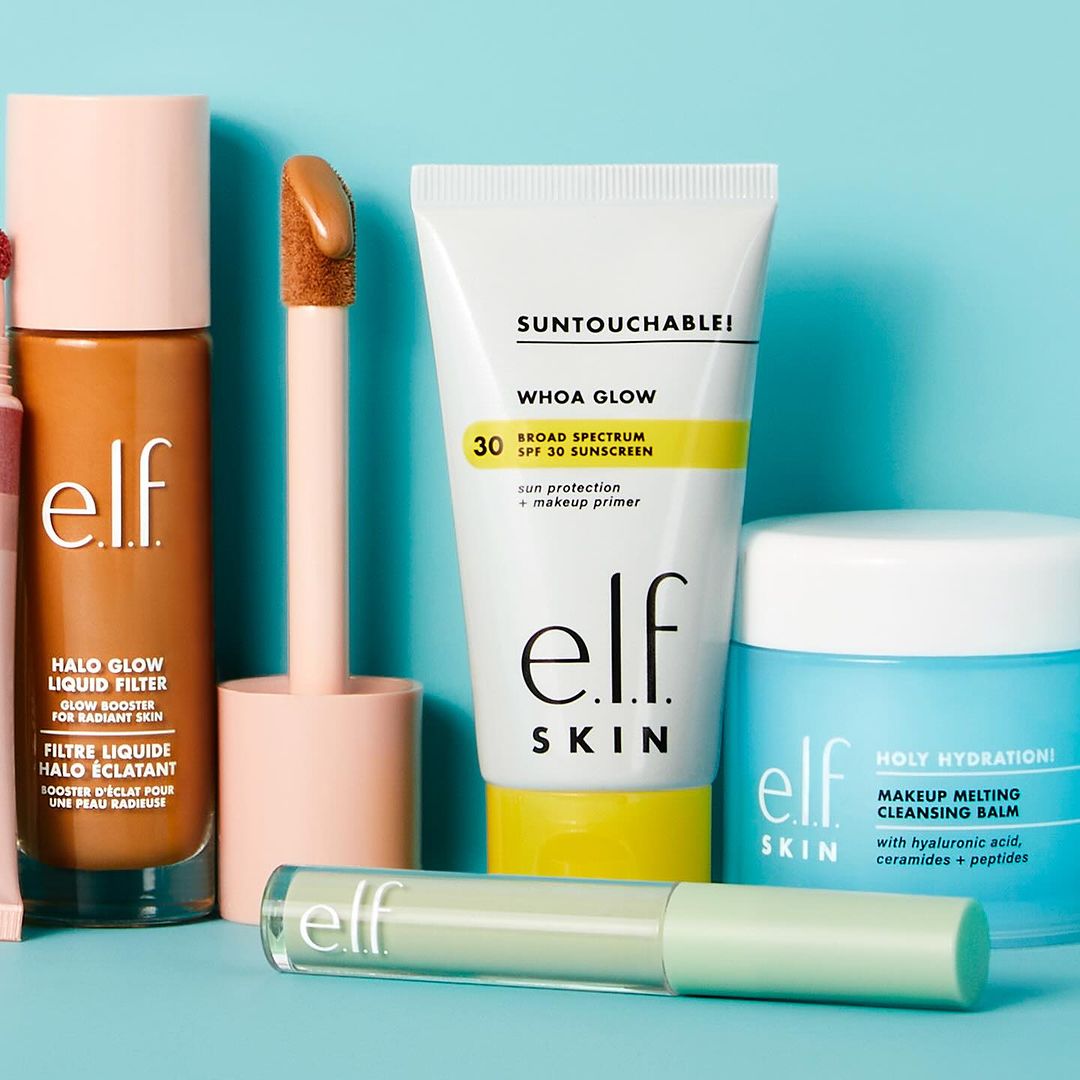 e.l.f.
HALO GLOW
LIQUID FILTER
GLOW BOOSTER
FOR RADIANT SKIN
FILTRE LIQUIDE
HALO ÉCLATANT
BOOSTER D'ÉCLAT POUR
UNE PEAU RADIEUSE
SUNTOUCHABLE!
WHOA GLOW
30
BROAD SPECTRUM
SPF 30 SUNSCREEN
sun protection
+ makeup primer
e.l.f.
SKIN
e.l.f.
SKIN
HOLY HYDRATION!
MAKEUP MELTING
CLEANSING BALM
with hyaluronic acid,
ceramides + peptides
e.l.f.